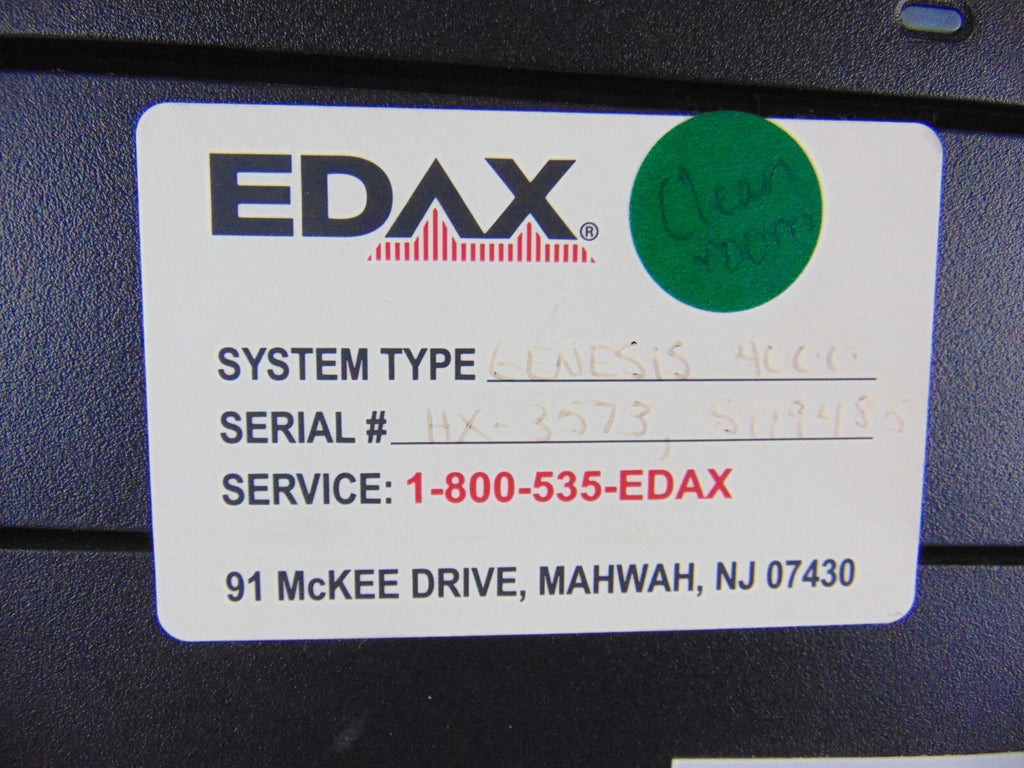 EDAX®
Clean
room
SYSTEM TYPE GENESIS 4000
SERIAL # HX-3573,
SERVICE: 1-800-535-EDAX
91 McKEE DRIVE, MAHWAH, NJ 07430